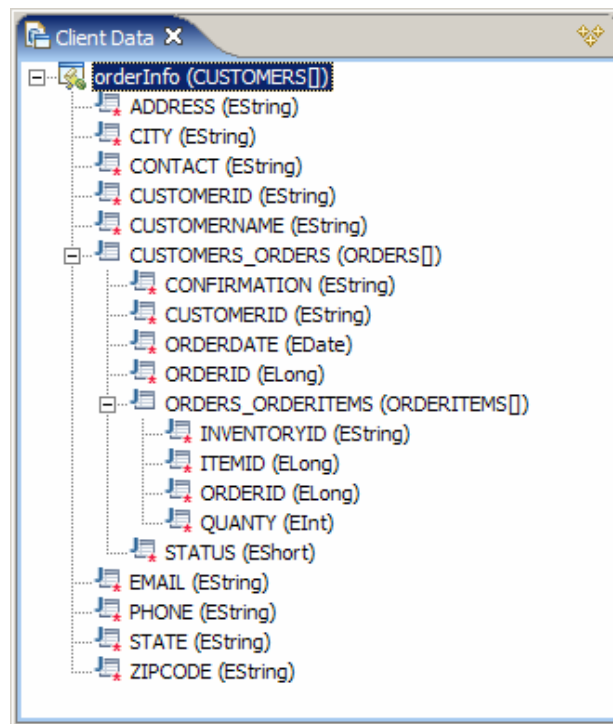 Client Data
orderInfo (CUSTOMERS[])
ADDRESS (EString)
CITY (EString)
CONTACT (EString)
CUSTOMERID (EString)
CUSTOMERNAME (EString)
CUSTOMERS_ORDERS (ORDERS[])
CONFIRMATION (EString)
CUSTOMERID (EString)
ORDERDATE (EDate)
ORDERID (ELong)
ORDERS_ORDERITEMS (ORDERITEMS[])
INVENTORYID (EString)
ITEMID (ELong)
ORDERID (ELong)
QUANTY (EInt)
STATUS (EShort)
EMAIL (EString)
PHONE (EString)
STATE (EString)
ZIPCODE (EString)